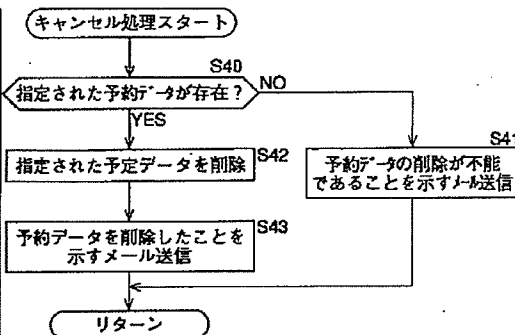 キャンセル処理スタート
S40
指定された予約データが存在?
NO
YES
S41
指定された予定データを削除
S42
予約データの削除が不能
であることを示すメール送信
S43
予約データを削除したことを
示すメール送信
リターン